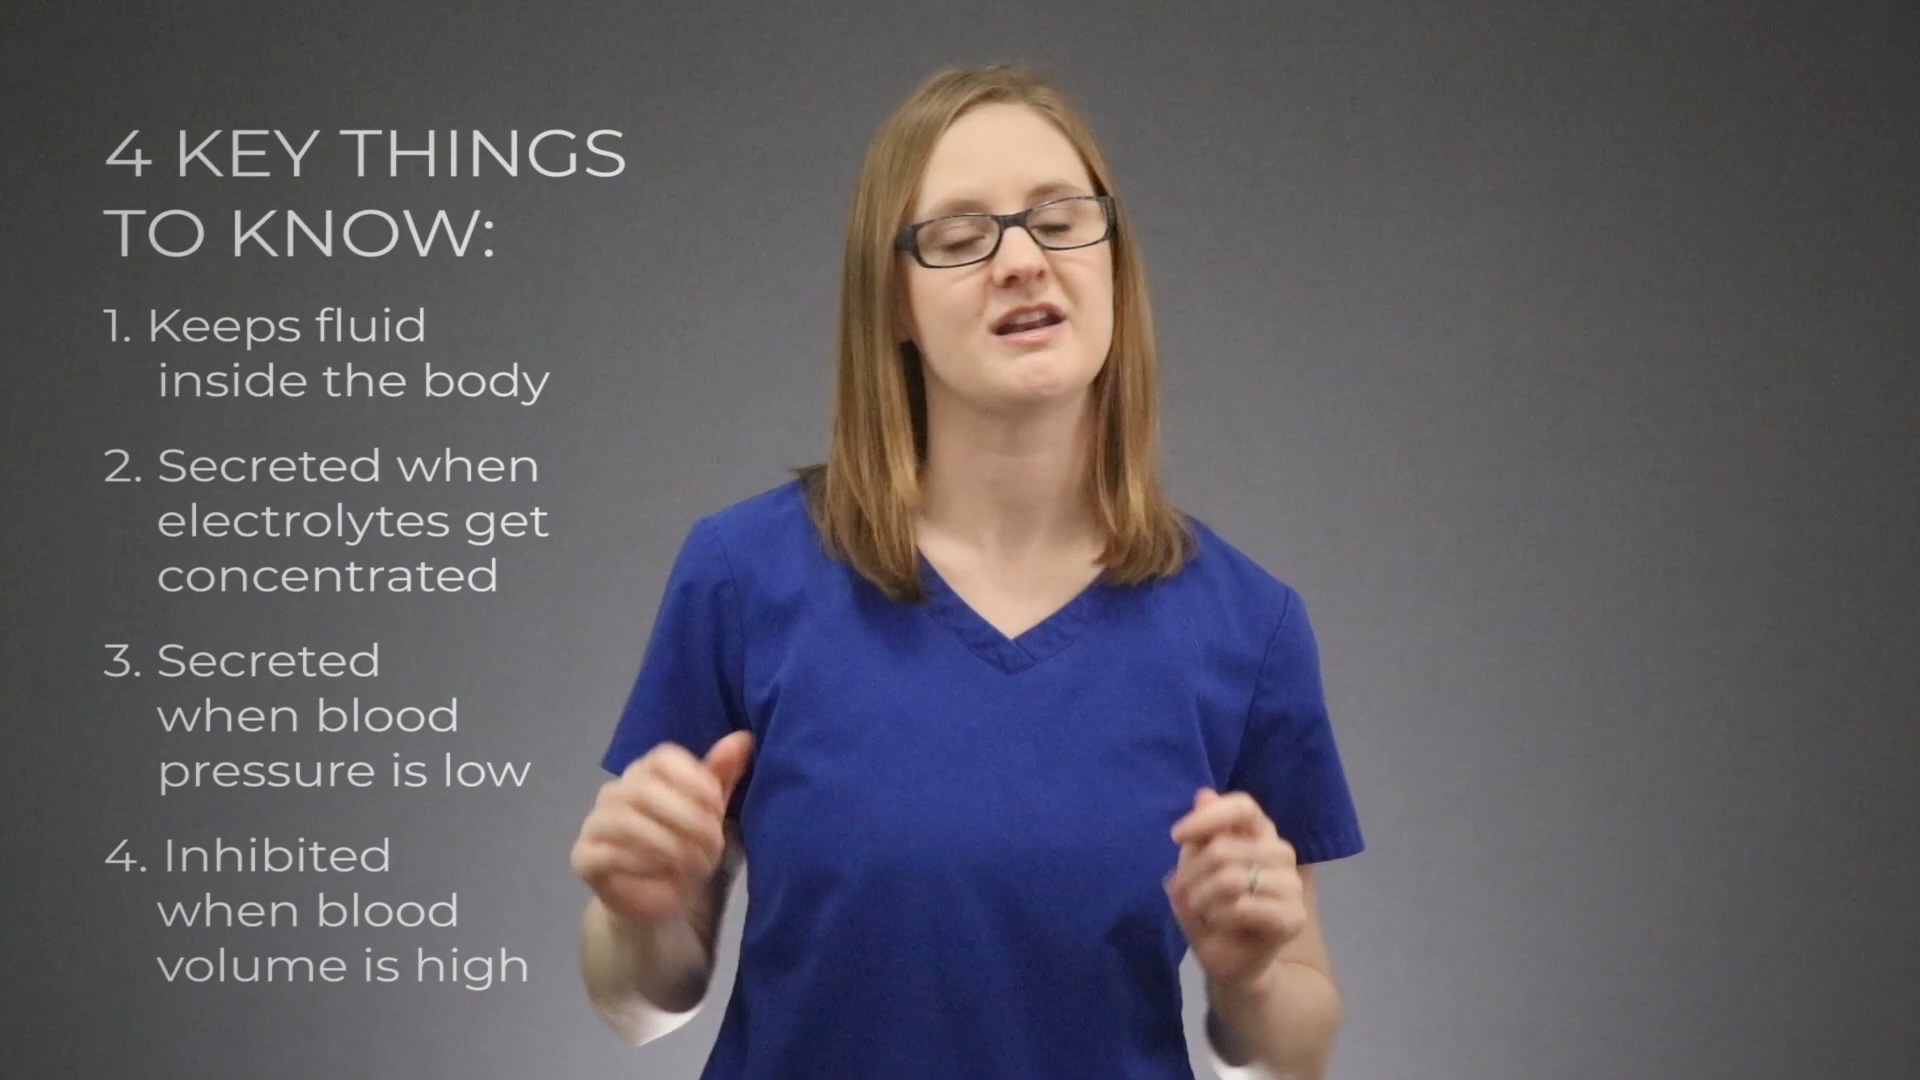 4 KEY THINGS
TO KNOW:
1. Keeps fluid
inside the body
2. Secreted when
electrolytes get
concentrated
3. Secreted
when blood
pressure is low
4. Inhibited
when blood
volume is high